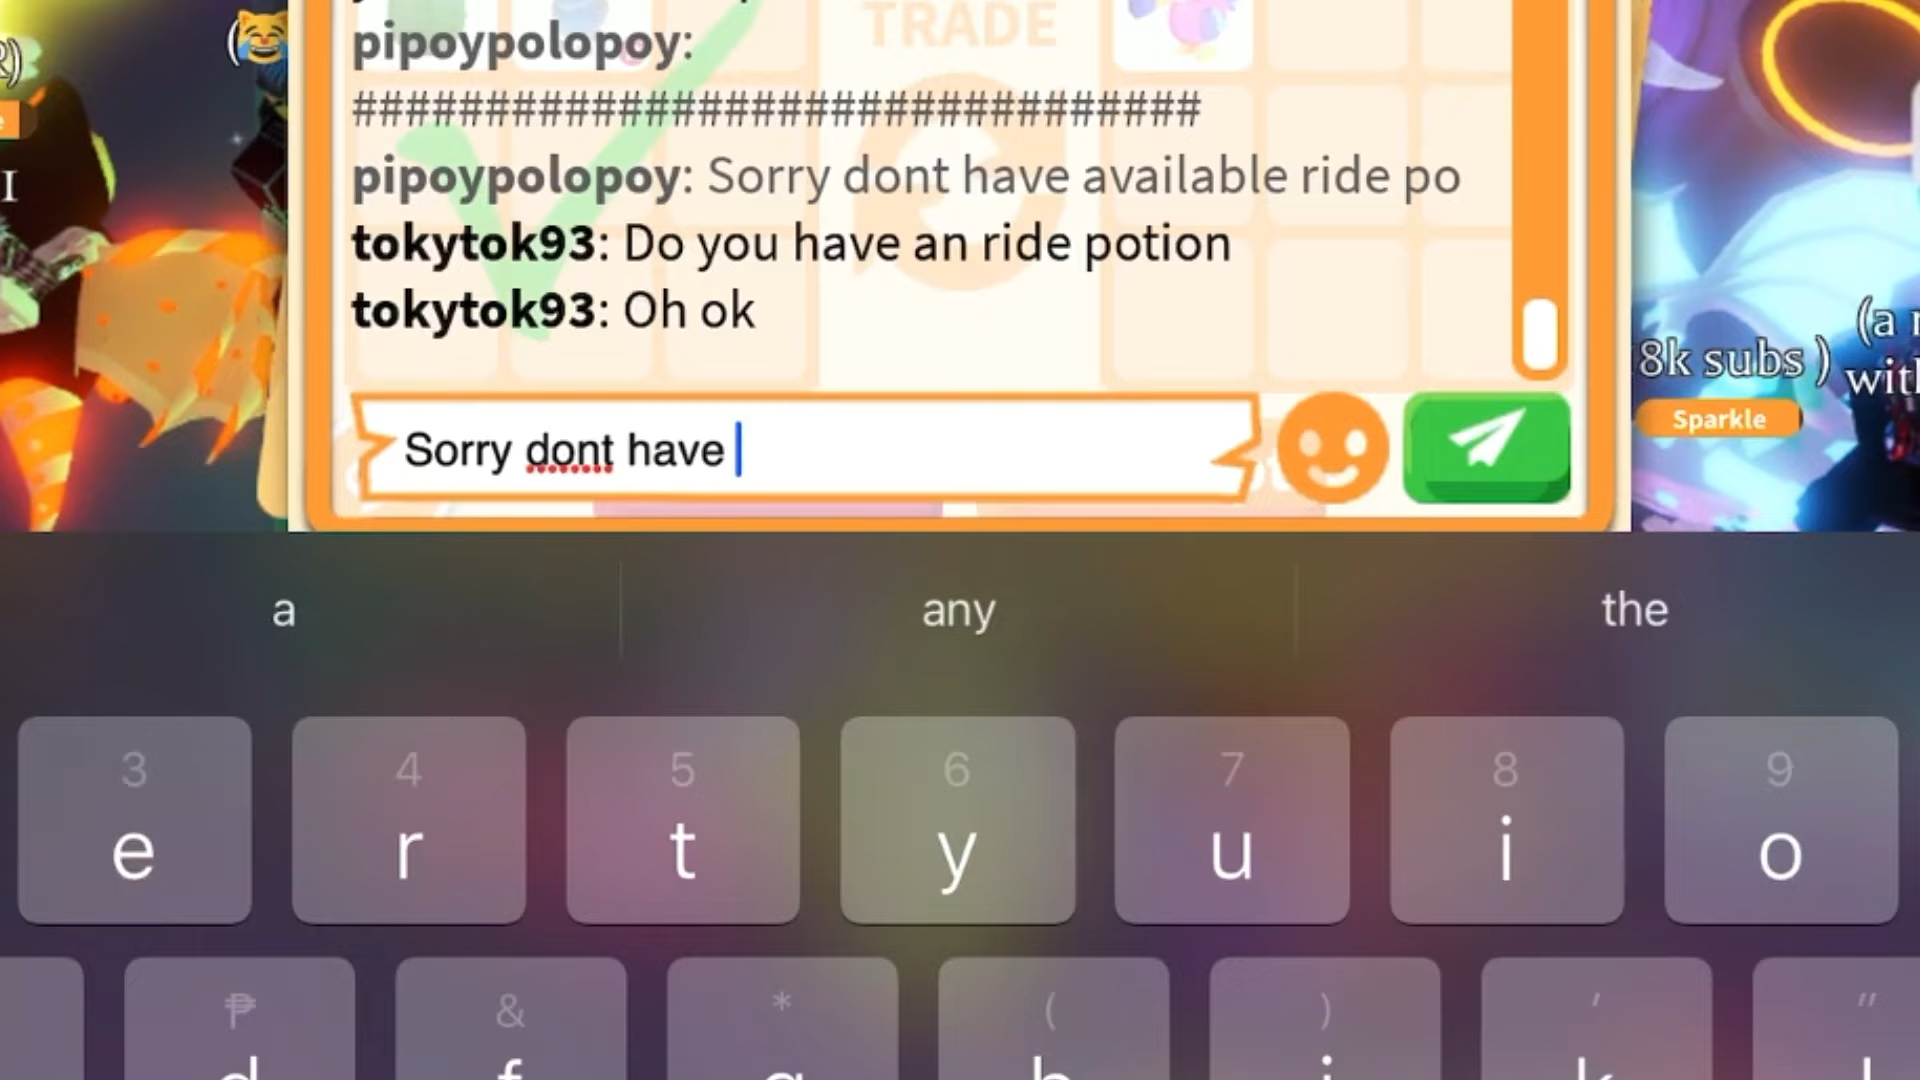 TRADE
pipoypolopoy:
################################
pipoypolopoy: Sorry dont have available ride po
tokytok93: Do you have an ride potion
tokytok93: Oh ok
I
8k subs )
(a
Sparkle
Sorry dont have
a any the
3 4 5 6 7 8 9
e r t y u i o
₱ & * ( ) ' "
d f g h j k l